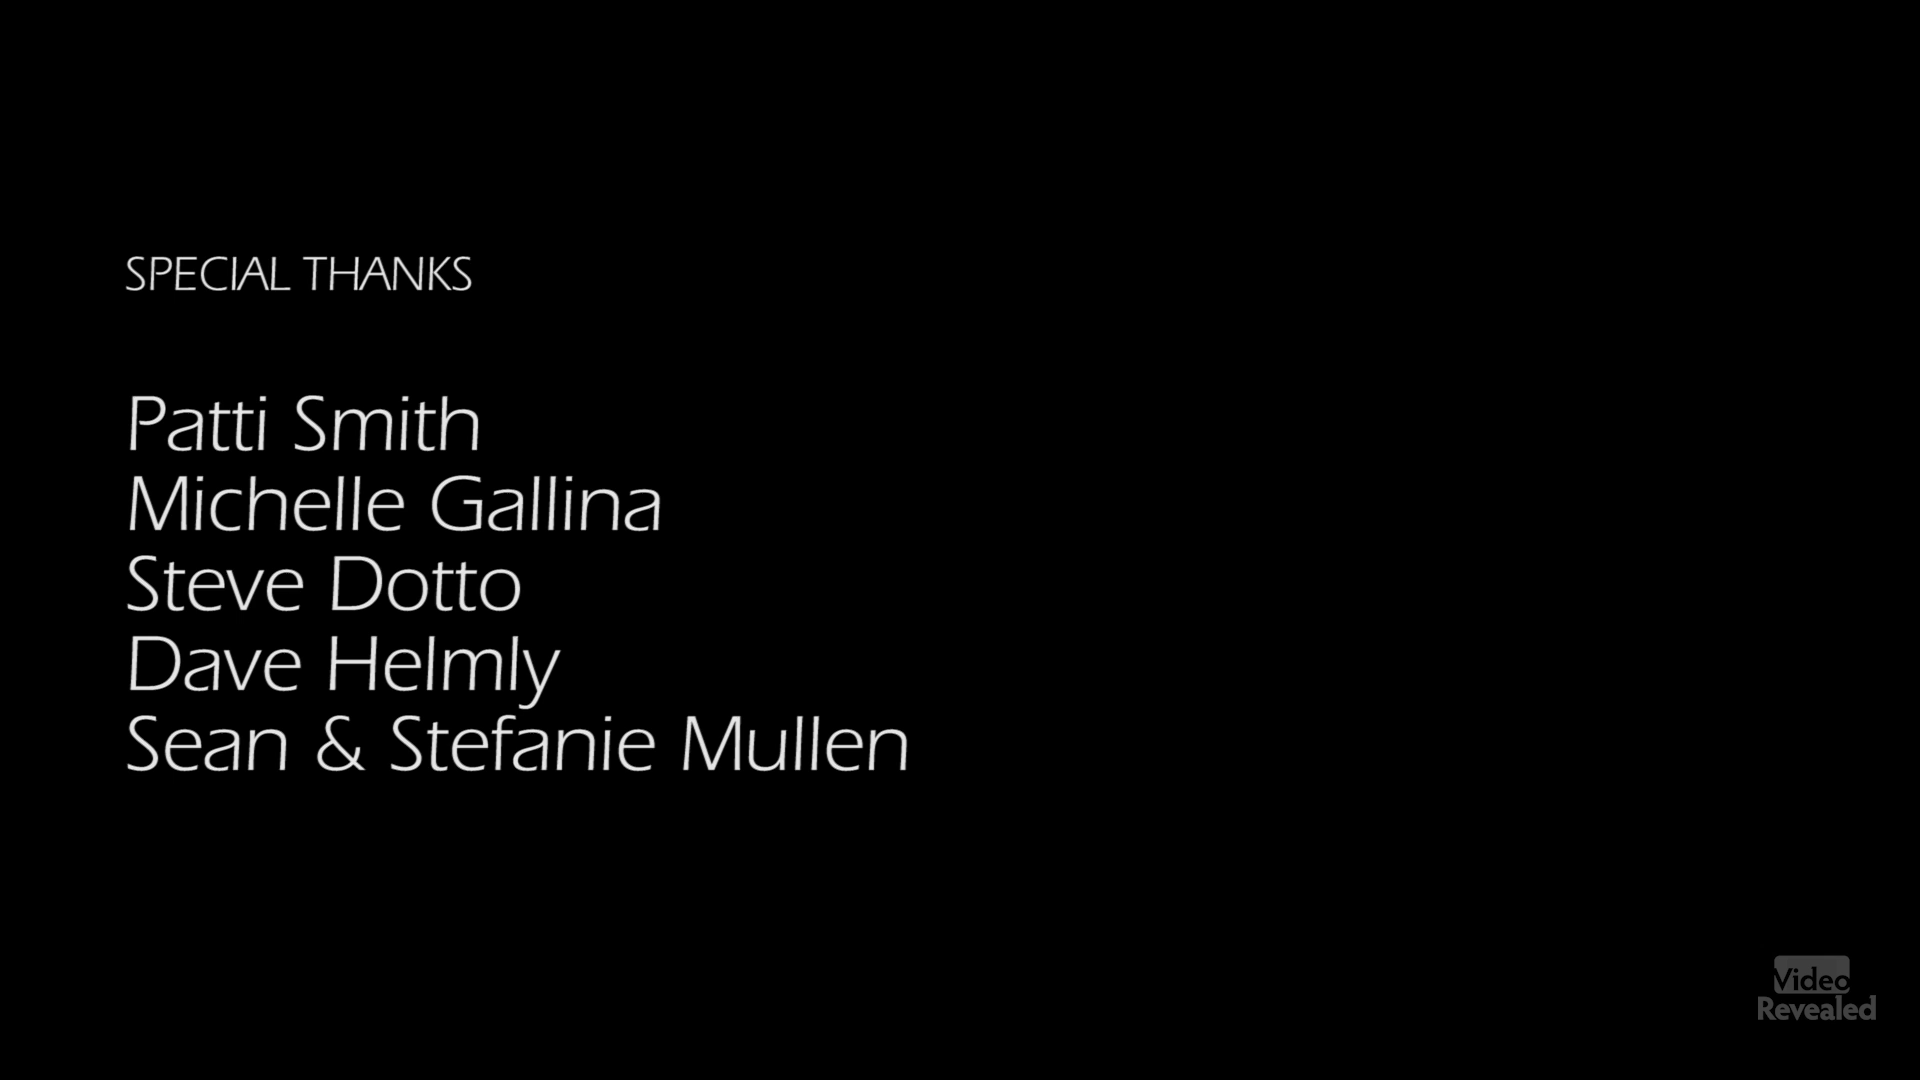 SPECIAL THANKS
Patti Smith
Michelle Gallina
Steve Dotto
Dave Helmly
Sean & Stefanie Mullen
Video
Revealed